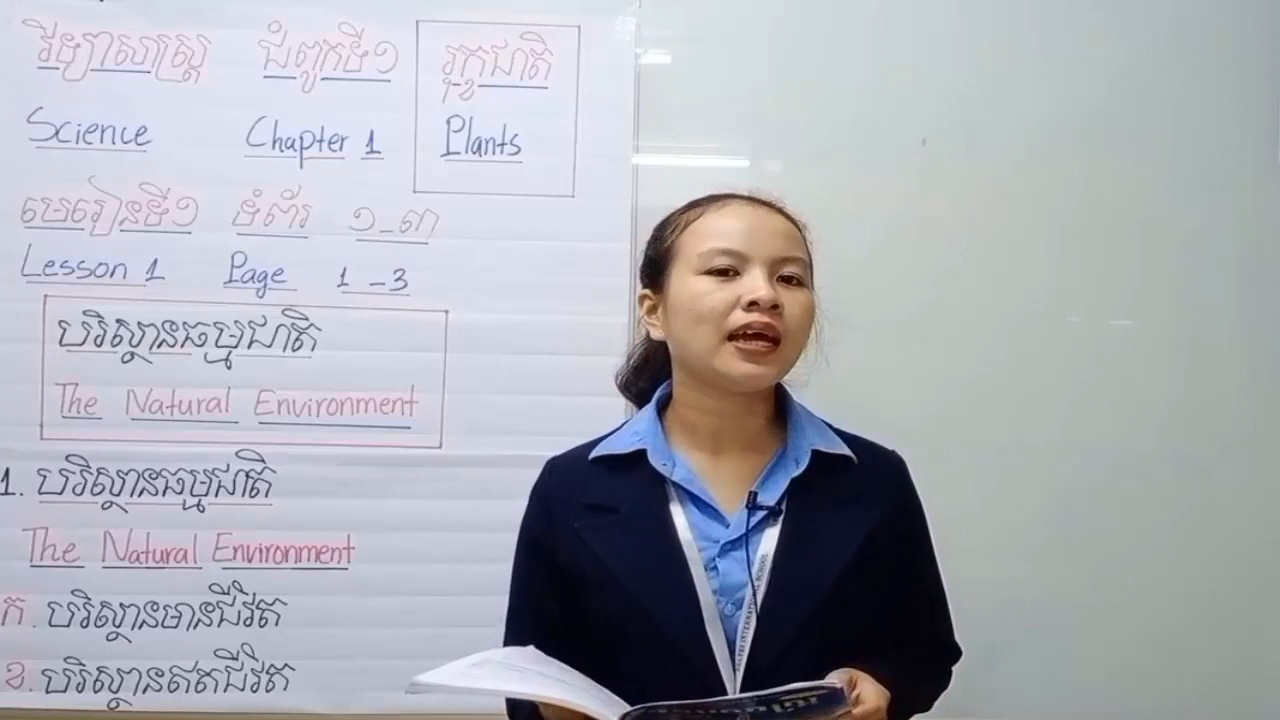 វិទ្យាសាស្ត្រ ជំពូកទី១ រុក្ខជាតិ
Science Chapter 1 Plants
មេរៀនទី១ ទំព័រ ១-៣
Lesson 1 Page 1-3
បរិស្ថានធម្មជាតិ
The Natural Environment
1. បរិស្ថានធម្មជាតិ
The Natural Environment
ក. បរិស្ថានមានជីវិត
ខ. បរិស្ថានឥតជីវិត
INTERNATIONAL SCHOOL